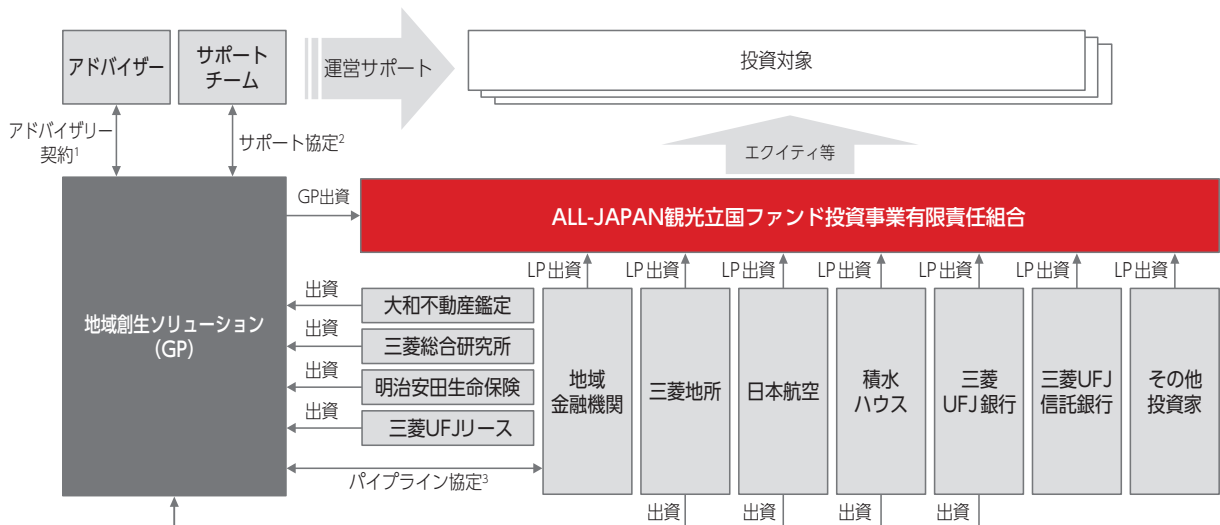 アドバイザー
サポート
チーム
運営サポート
投資対象
アドバイザリー
契約1
サポート協定2
エクイティ等
GP出資
ALL-JAPAN観光立国ファンド投資事業有限責任組合
LP出資 LP出資 LP出資 LP出資 LP出資 LP出資 LP出資
地域創生ソリューション
(GP)
出資
大和不動産鑑定
出資
三菱総合研究所
出資
明治安田生命保険
出資
三菱UFJリース
パイプライン協定3
地域
金融機関
三菱地所
日本航空
積水
ハウス
三菱
UFJ銀行
三菱UFJ
信託銀行
その他
投資家
出資 出資 出資 出資